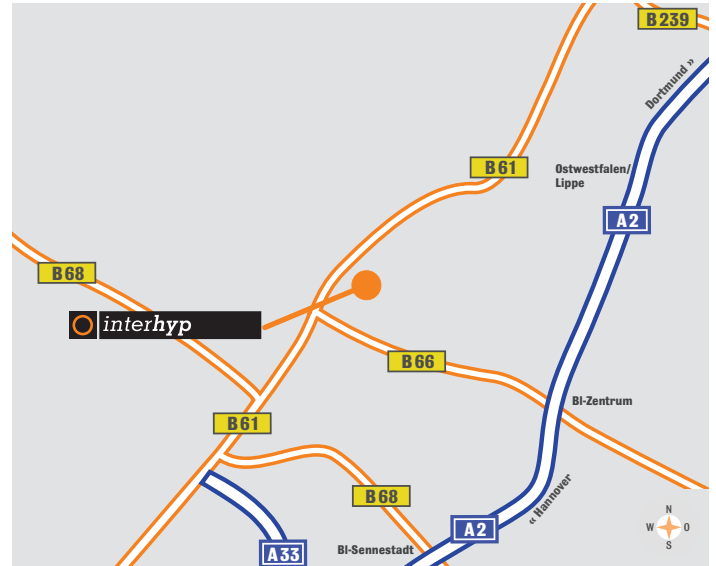 B239
Dortmund »
B61
Ostwestfalen/
Lippe
A2
B68
interhyp
B66
BI-Zentrum
B61
B68
« Hannover
A2
BI-Sennestadt
A33
N
W O
S